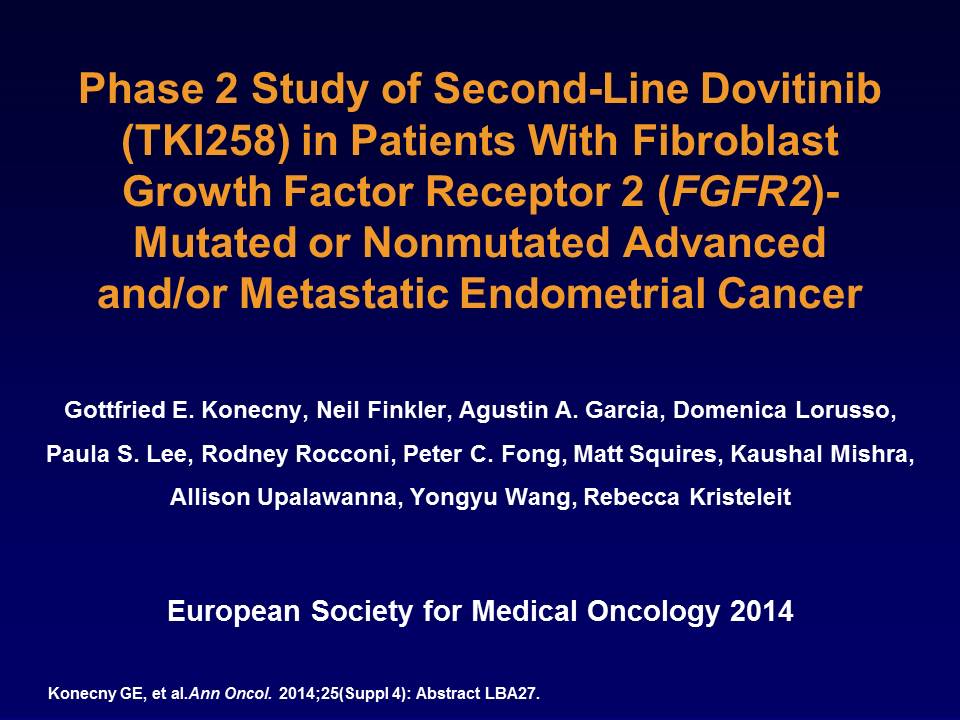 Phase 2 Study of Second-Line Dovitinib
(TKI258) in Patients With Fibroblast
Growth Factor Receptor 2 (FGFR2)-
Mutated or Nonmutated Advanced
and/or Metastatic Endometrial Cancer
Gottfried E. Konecny, Neil Finkler, Agustin A. Garcia, Domenica Lorusso,
Paula S. Lee, Rodney Rocconi, Peter C. Fong, Matt Squires, Kaushal Mishra,
Allison Upalawanna, Yongyu Wang, Rebecca Kristeleit
European Society for Medical Oncology 2014
Konecny GE, et al.Ann Oncol. 2014;25(Suppl 4): Abstract LBA27.